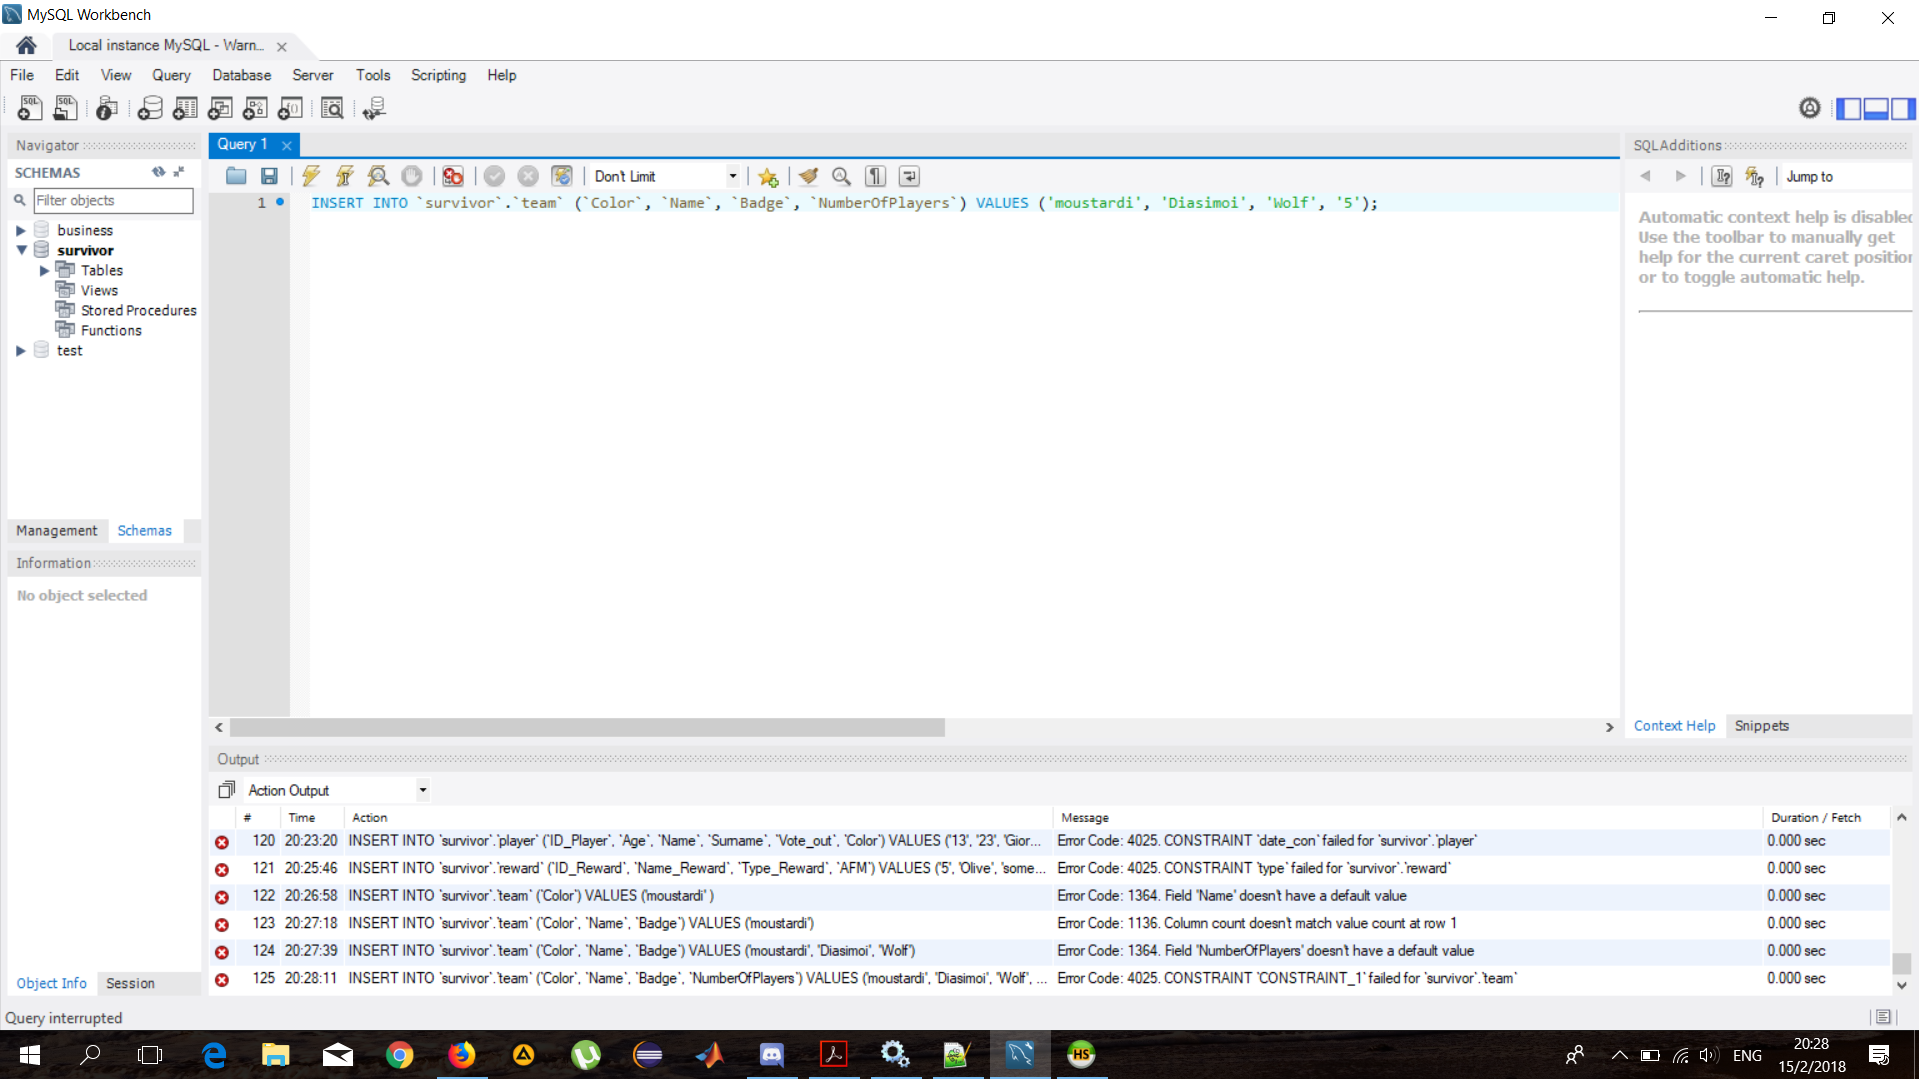 MySQL Workbench
Local instance MySQL - Warn...
File Edit View Query Database Server Tools Scripting Help
Navigator
SCHEMAS
Filter objects
business
survivor
Tables
Views
Stored Procedures
Functions
test
Management Schemas
Information
No object selected
Object Info Session
Query 1
Don't Limit
1 INSERT INTO `survivor`.`team` (`Color`, `Name`, `Badge`, `NumberOfPlayers`) VALUES ('moustardi', 'Diasimoi', 'Wolf', '5');
SQLAdditions
Jump to
Automatic context help is disabled
Use the toolbar to manually get
help for the current caret position
or to toggle automatic help.
Context Help Snippets
Output
Action Output
# Time Action Message Duration / Fetch
120 20:23:20 INSERT INTO `survivor`.`player` (`ID_Player`, `Age`, `Name`, `Surname`, `Vote_out`, `Color`) VALUES ('13', '23', 'Gior... Error Code: 4025. CONSTRAINT `date_con` failed for `survivor`.`player` 0.000 sec
121 20:25:46 INSERT INTO `survivor`.`reward` (`ID_Reward`, `Name_Reward`, `Type_Reward`, `AFM`) VALUES ('5', 'Olive', 'some... Error Code: 4025. CONSTRAINT `type` failed for `survivor`.`reward` 0.000 sec
122 20:26:58 INSERT INTO `survivor`.`team` (`Color`) VALUES ('moustardi' ) Error Code: 1364. Field 'Name' doesn't have a default value 0.000 sec
123 20:27:18 INSERT INTO `survivor`.`team` (`Color`, `Name`, `Badge`) VALUES ('moustardi') Error Code: 1136. Column count doesn't match value count at row 1 0.000 sec
124 20:27:39 INSERT INTO `survivor`.`team` (`Color`, `Name`, `Badge`) VALUES ('moustardi', 'Diasimoi', 'Wolf') Error Code: 1364. Field 'NumberOfPlayers' doesn't have a default value 0.000 sec
125 20:28:11 INSERT INTO `survivor`.`team` (`Color`, `Name`, `Badge`, `NumberOfPlayers`) VALUES ('moustardi', 'Diasimoi', 'Wolf', ... Error Code: 4025. CONSTRAINT `CONSTRAINT_1` failed for `survivor`.`team` 0.000 sec
Query interrupted
HS
ENG
20:28
15/2/2018